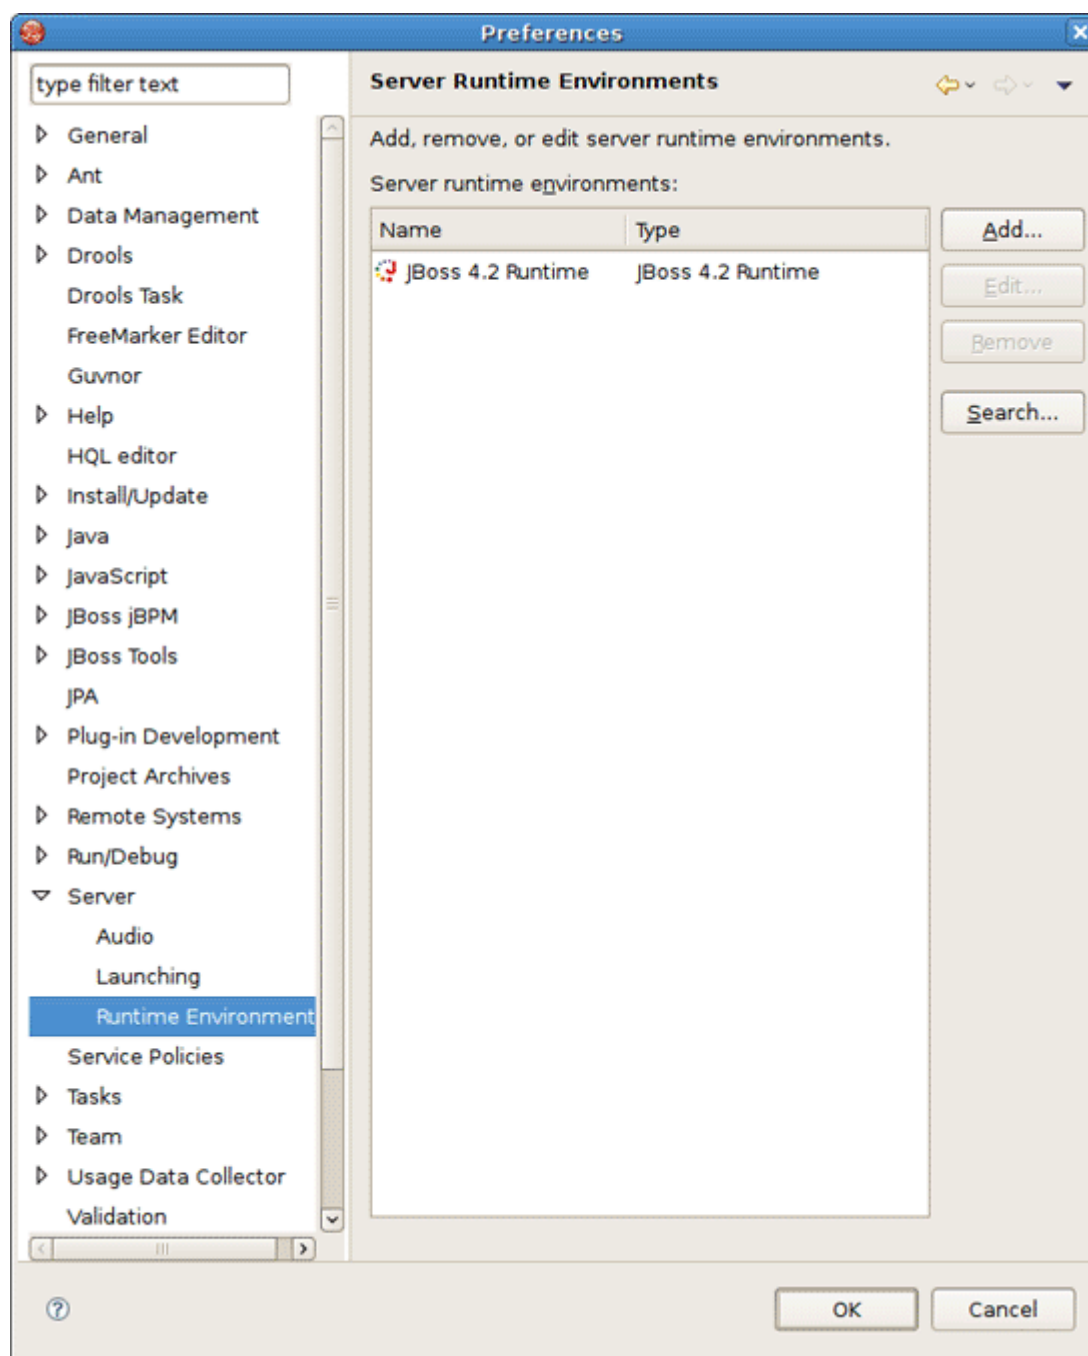 Preferences
type filter text
General
Ant
Data Management
Drools
Drools Task
FreeMarker Editor
Guvnor
Help
HQL editor
Install/Update
Java
JavaScript
JBoss jBPM
JBoss Tools
JPA
Plug-in Development
Project Archives
Remote Systems
Run/Debug
Server
Audio
Launching
Runtime Environment
Service Policies
Tasks
Team
Usage Data Collector
Validation
Server Runtime Environments
Add, remove, or edit server runtime environments.
Server runtime environments:
Name Type
JBoss 4.2 Runtime JBoss 4.2 Runtime
Add...
Edit...
Remove
Search...
OK Cancel